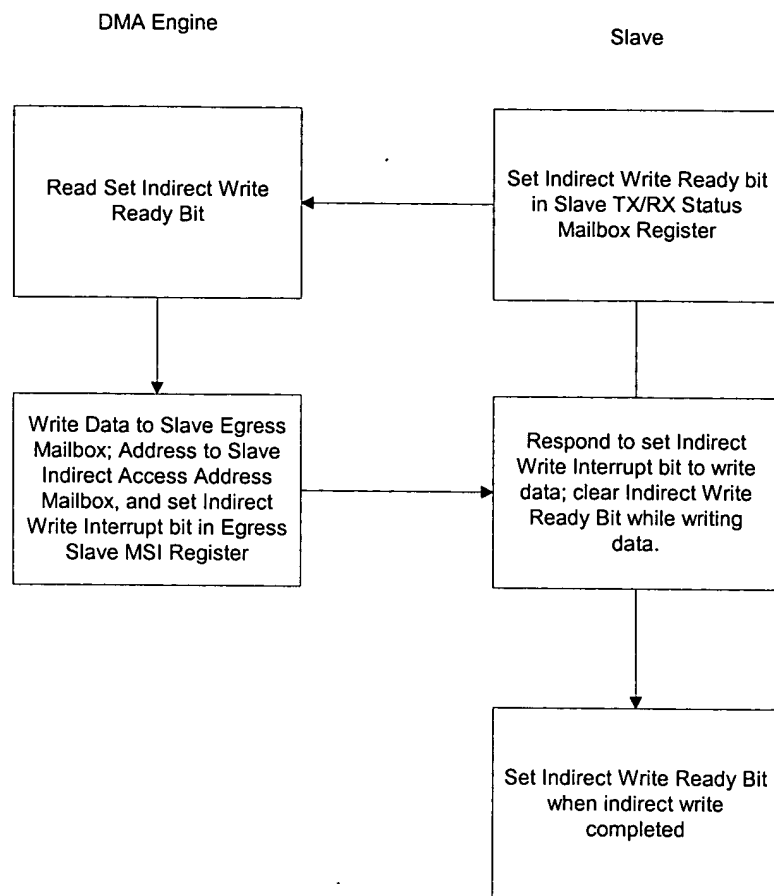 DMA Engine
Slave
Read Set Indirect Write
Ready Bit
Set Indirect Write Ready bit
in Slave TX/RX Status
Mailbox Register
Write Data to Slave Egress
Mailbox; Address to Slave
Indirect Access Address
Mailbox, and set Indirect
Write Interrupt bit in Egress
Slave MSI Register
Respond to set Indirect
Write Interrupt bit to write
data; clear Indirect Write
Ready Bit while writing
data.
Set Indirect Write Ready Bit
when indirect write
completed